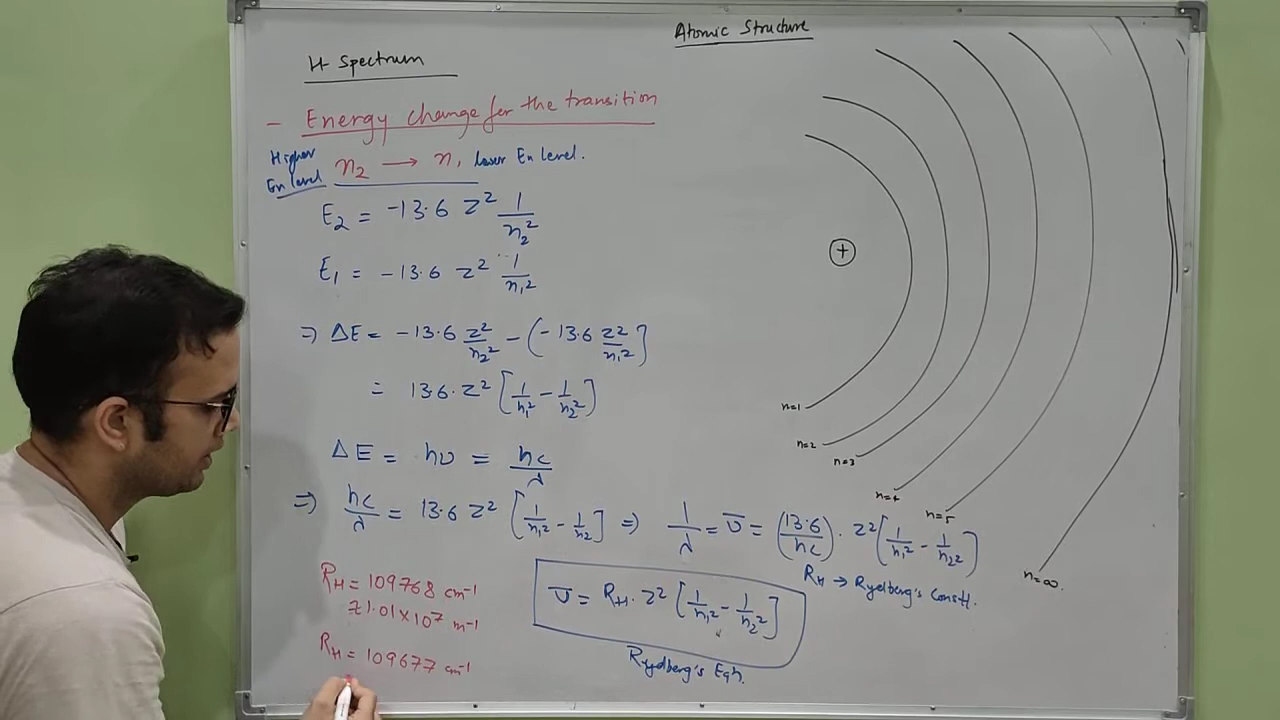 Atomic Structure
H Spectrum
- Energy change for the transition
Higher En level n₂ → n₁ lower En level.
E₂ = -13.6 Z² 1/n₂²
E₁ = -13.6 Z² 1/n₁²
⇒ ΔE = -13.6 Z²/n₂² - (-13.6 Z²/n₁²]
= 13.6. Z² [1/n₁² - 1/n₂²]
ΔE = hν = hc/λ
⇒ hc/λ = 13.6 Z² [1/n₁² - 1/n₂] ⇒ 1/λ = ν̅ = (13.6/hc) . Z² [1/n₁² - 1/n₂²]
R_H → Rydberg's Constt.
R_H = 109768 cm⁻¹
≈ 1.01 × 10⁷ m⁻¹
R_H = 109677 cm⁻¹
ν̅ = R_H. Z² [1/n₁² - 1/n₂²]
Rydberg's Eqn.
+
n=1
n=2
n=3
n=4
n=5
n=∞